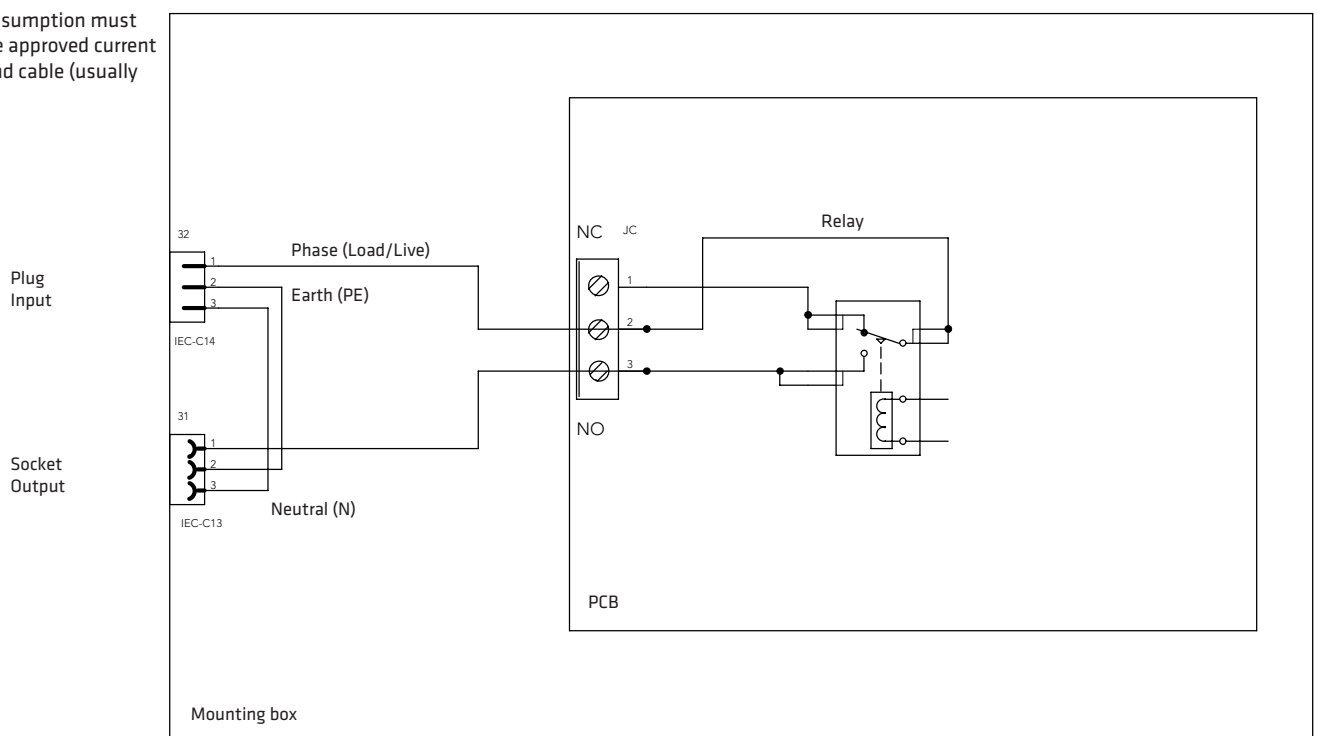 sumption must
e approved current
nd cable (usually
32
Plug
Input
1
2
3
Phase (Load/Live)
Earth (PE)
IEC-C14
31
Socket
Output
1
2
3
Neutral (N)
IEC-C13
NC JC
1
2
3
NO
Relay
PCB
Mounting box